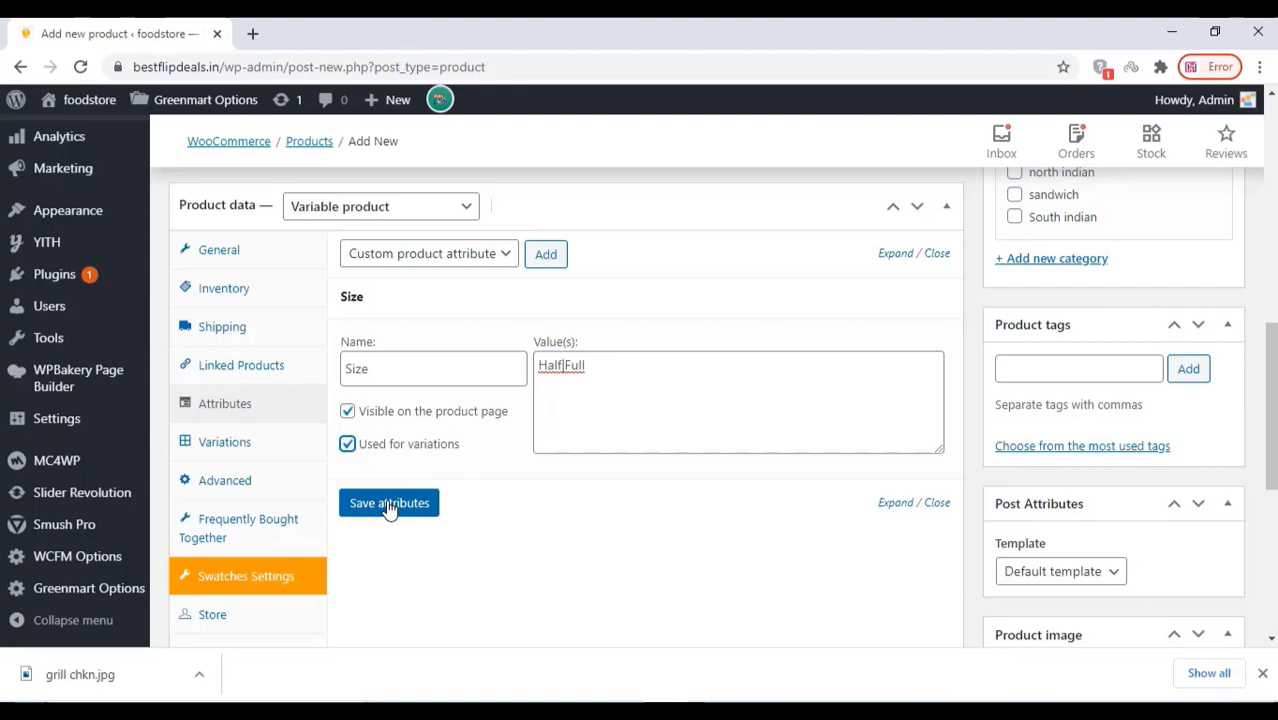 Add new product ‹ foodstore —
bestflipdeals.in/wp-admin/post-new.php?post_type=product
1
Error
foodstore
Greenmart Options
1
0
New
Howdy, Admin
Analytics
Marketing
Appearance
YITH
Plugins 1
Users
Tools
WPBakery Page
Builder
Settings
MC4WP
Slider Revolution
Smush Pro
WCFM Options
Greenmart Options
Collapse menu
WooCommerce / Products / Add New
Inbox
Orders
Stock
Reviews
Product data —
Variable product
General
Inventory
Shipping
Linked Products
Attributes
Variations
Advanced
Frequently Bought
Together
Swatches Settings
Store
Custom product attribute
Add
Expand / Close
Size
Name:
Value(s):
Size
Half|Full
Visible on the product page
Used for variations
Save attributes
Expand / Close
north indian
sandwich
South indian
+ Add new category
Product tags
Add
Separate tags with commas
Choose from the most used tags
Post Attributes
Template
Default template
Product image
grill chkn.jpg
Show all